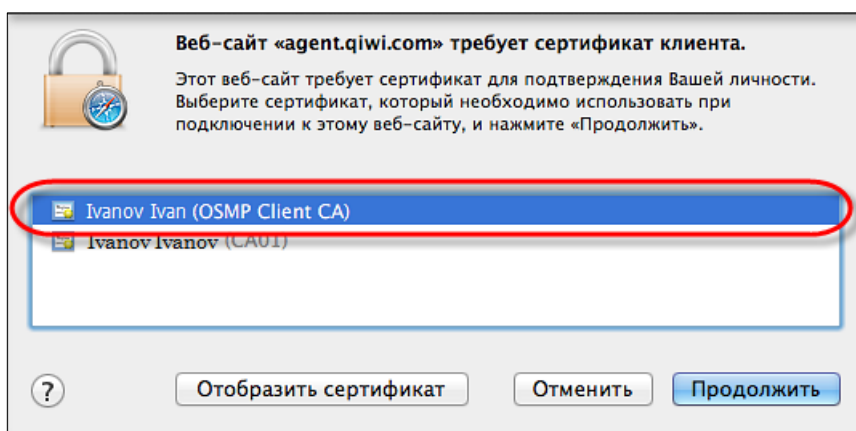 Веб-сайт «agent.qiwi.com» требует сертификат клиента.
Этот веб-сайт требует сертификат для подтверждения Вашей личности.
Выберите сертификат, который необходимо использовать при
подключении к этому веб-сайту, и нажмите «Продолжить».
Ivanov Ivan (OSMP Client CA)
Ivanov Ivanov (CA01)
?
Отобразить сертификат
Отменить
Продолжить